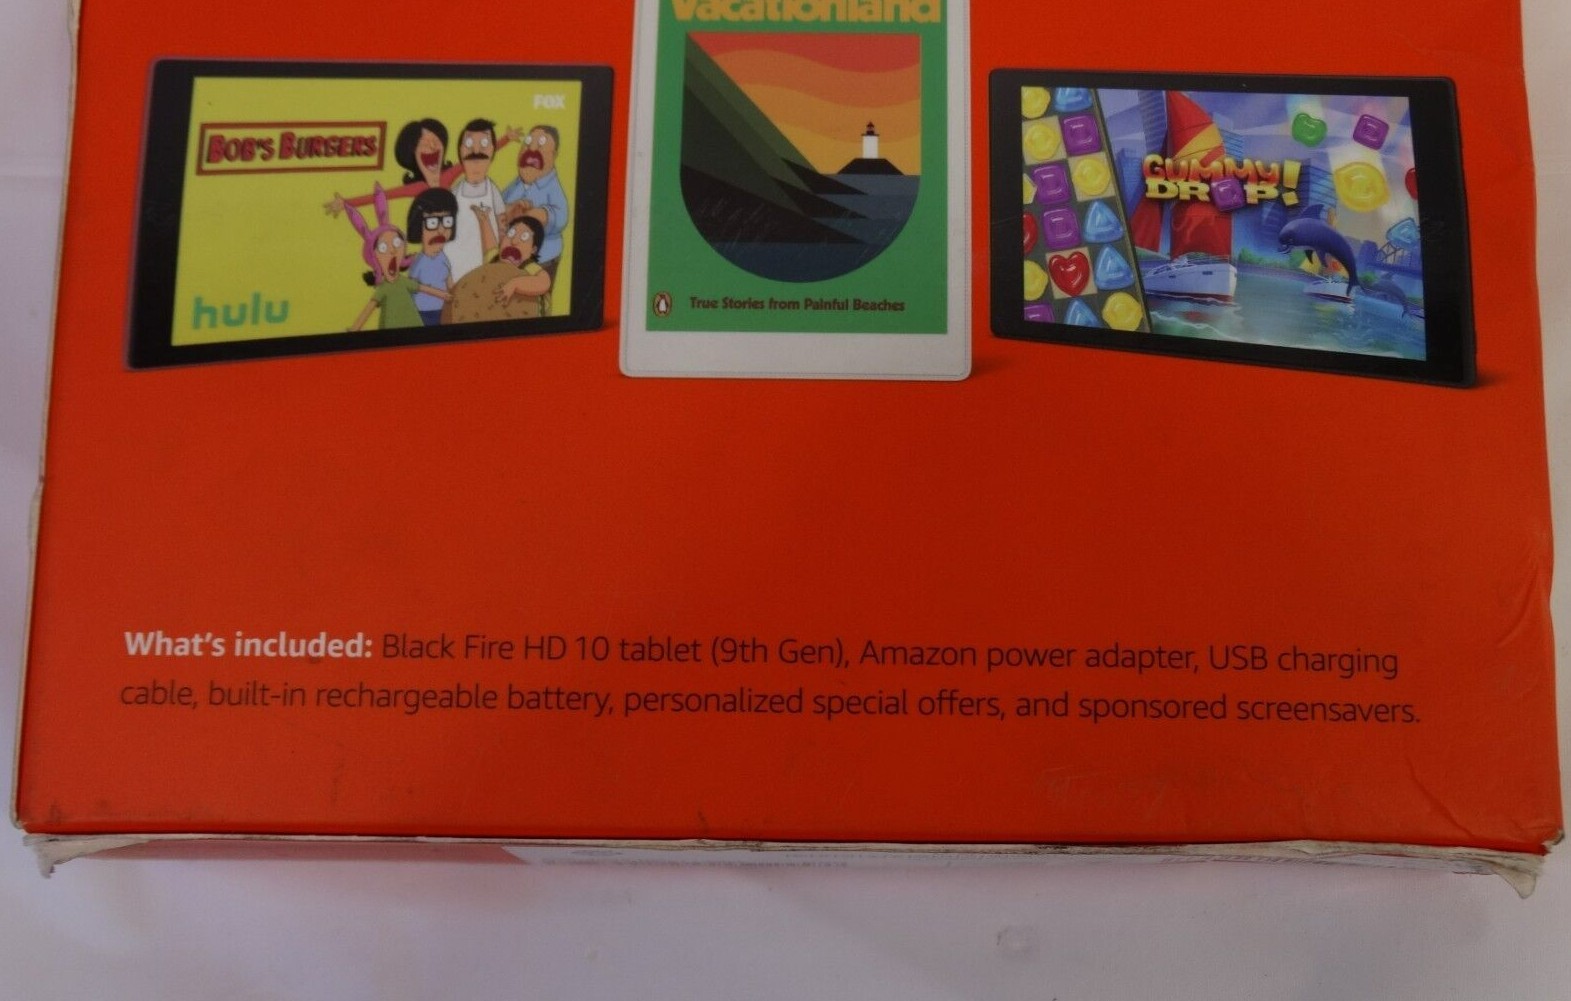 Vacationland
FOX
BOB'S BURGERS
hulu
True Stories from Painful Beaches
GUMMY
DROP!
What's included: Black Fire HD 10 tablet (9th Gen), Amazon power adapter, USB charging
cable, built-in rechargeable battery, personalized special offers, and sponsored screensavers.